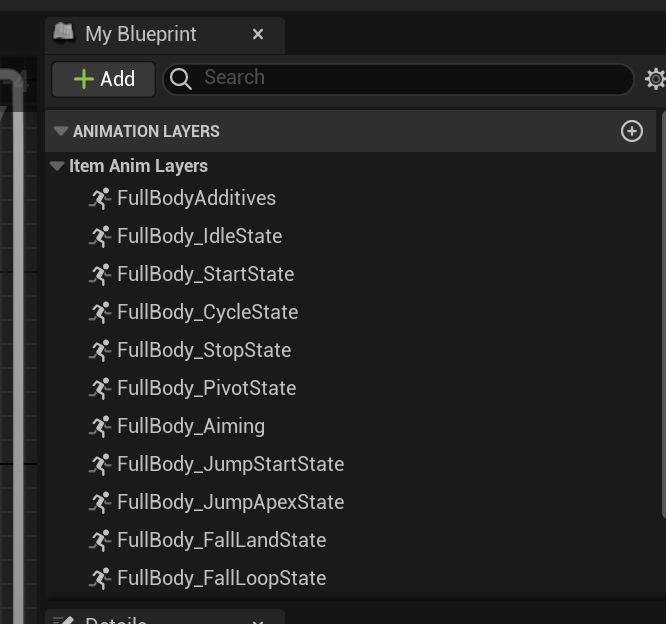 My Blueprint
Add
Search
ANIMATION LAYERS
Item Anim Layers
FullBodyAdditives
FullBody_IdleState
FullBody_StartState
FullBody_CycleState
FullBody_StopState
FullBody_PivotState
FullBody_Aiming
FullBody_JumpStartState
FullBody_JumpApexState
FullBody_FallLandState
FullBody_FallLoopState
Details